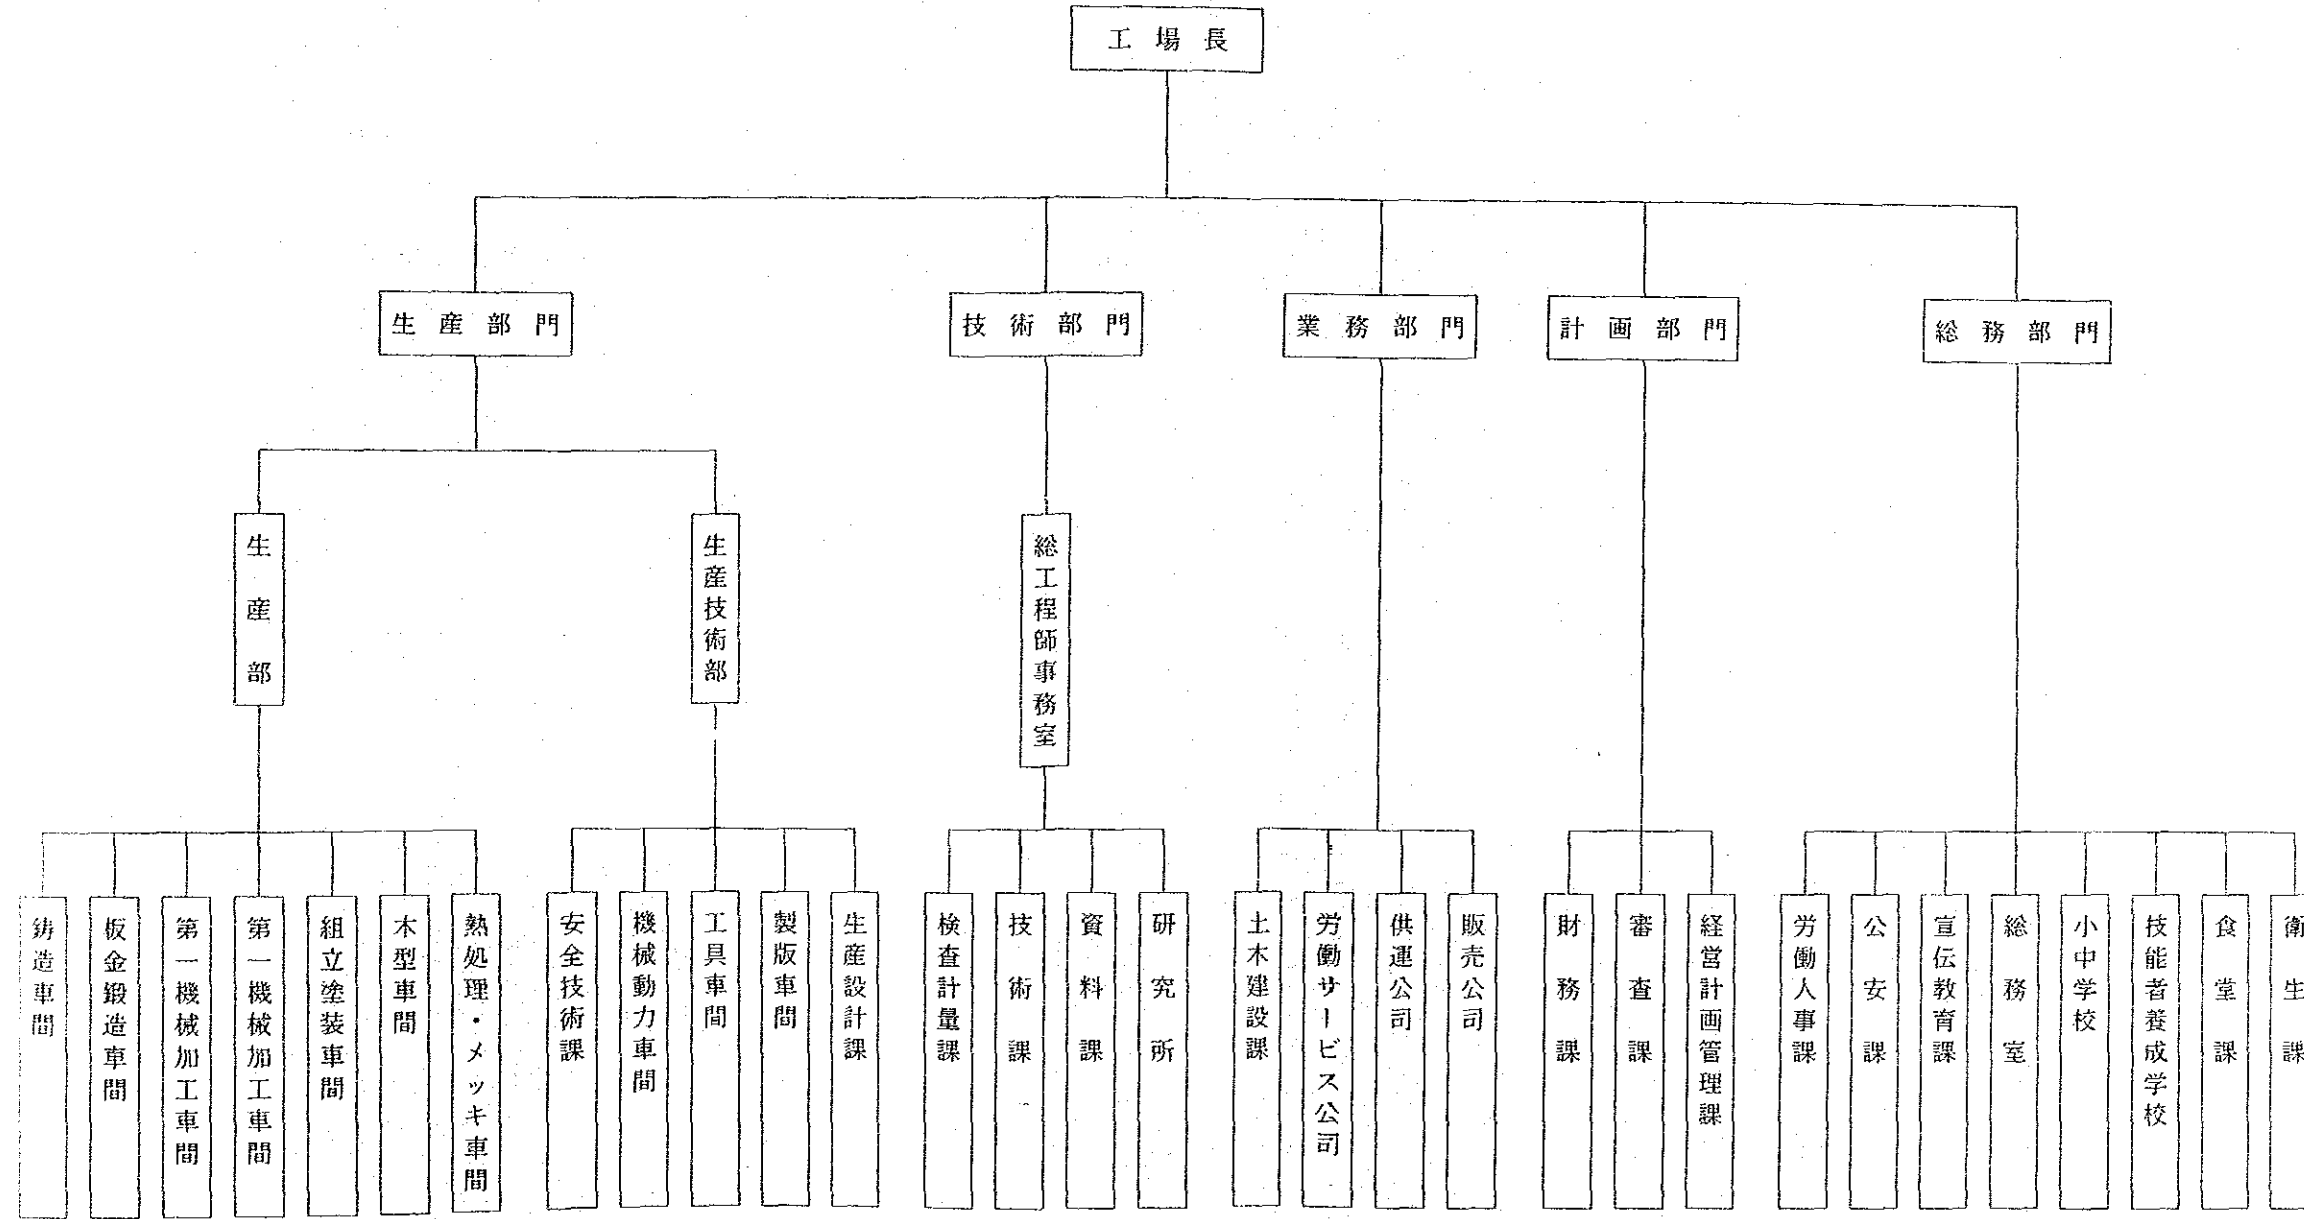 工場長
生産部門
技術部門
業務部門
計画部門
総務部門
生産部
生産技術部
総工程師事務室
鋳造車間
板金鍛造車間
第一機械加工車間
第一機械加工車間
組立塗装車間
木型車間
熱処理・メッキ車間
安全技術課
機械動力車間
工具車間
製版車間
生産設計課
検査計量課
技術課
資料課
研究所
土木建設課
労働サービス公司
供運公司
販売公司
財務課
審査課
経営計画管理課
労働人事課
公安課
宣伝教育課
総務室
小中学校
技能者養成学校
食堂課
衛生課